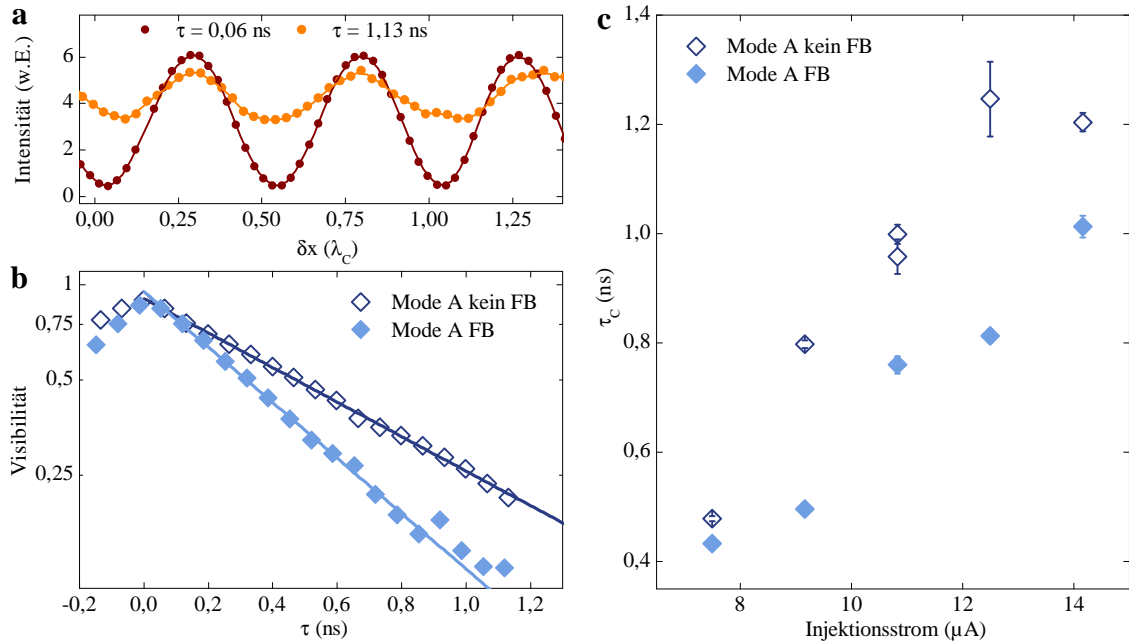 a
τ = 0,06 ns
τ = 1,13 ns
Intensität (w.E.)
6
4
2
0
0,00
0,25
0,50
0,75
1,00
1,25
δx (λ_C)
b
Mode A kein FB
Mode A FB
Visibilität
1
0.75
0.5
0.25
-0,2
0,0
0,2
0,4
0,6
0,8
1,0
1,2
τ (ns)
c
Mode A kein FB
Mode A FB
τ_C (ns)
1,4
1,2
1,0
0,8
0,6
0,4
8
10
12
14
Injektionsstrom (µA)